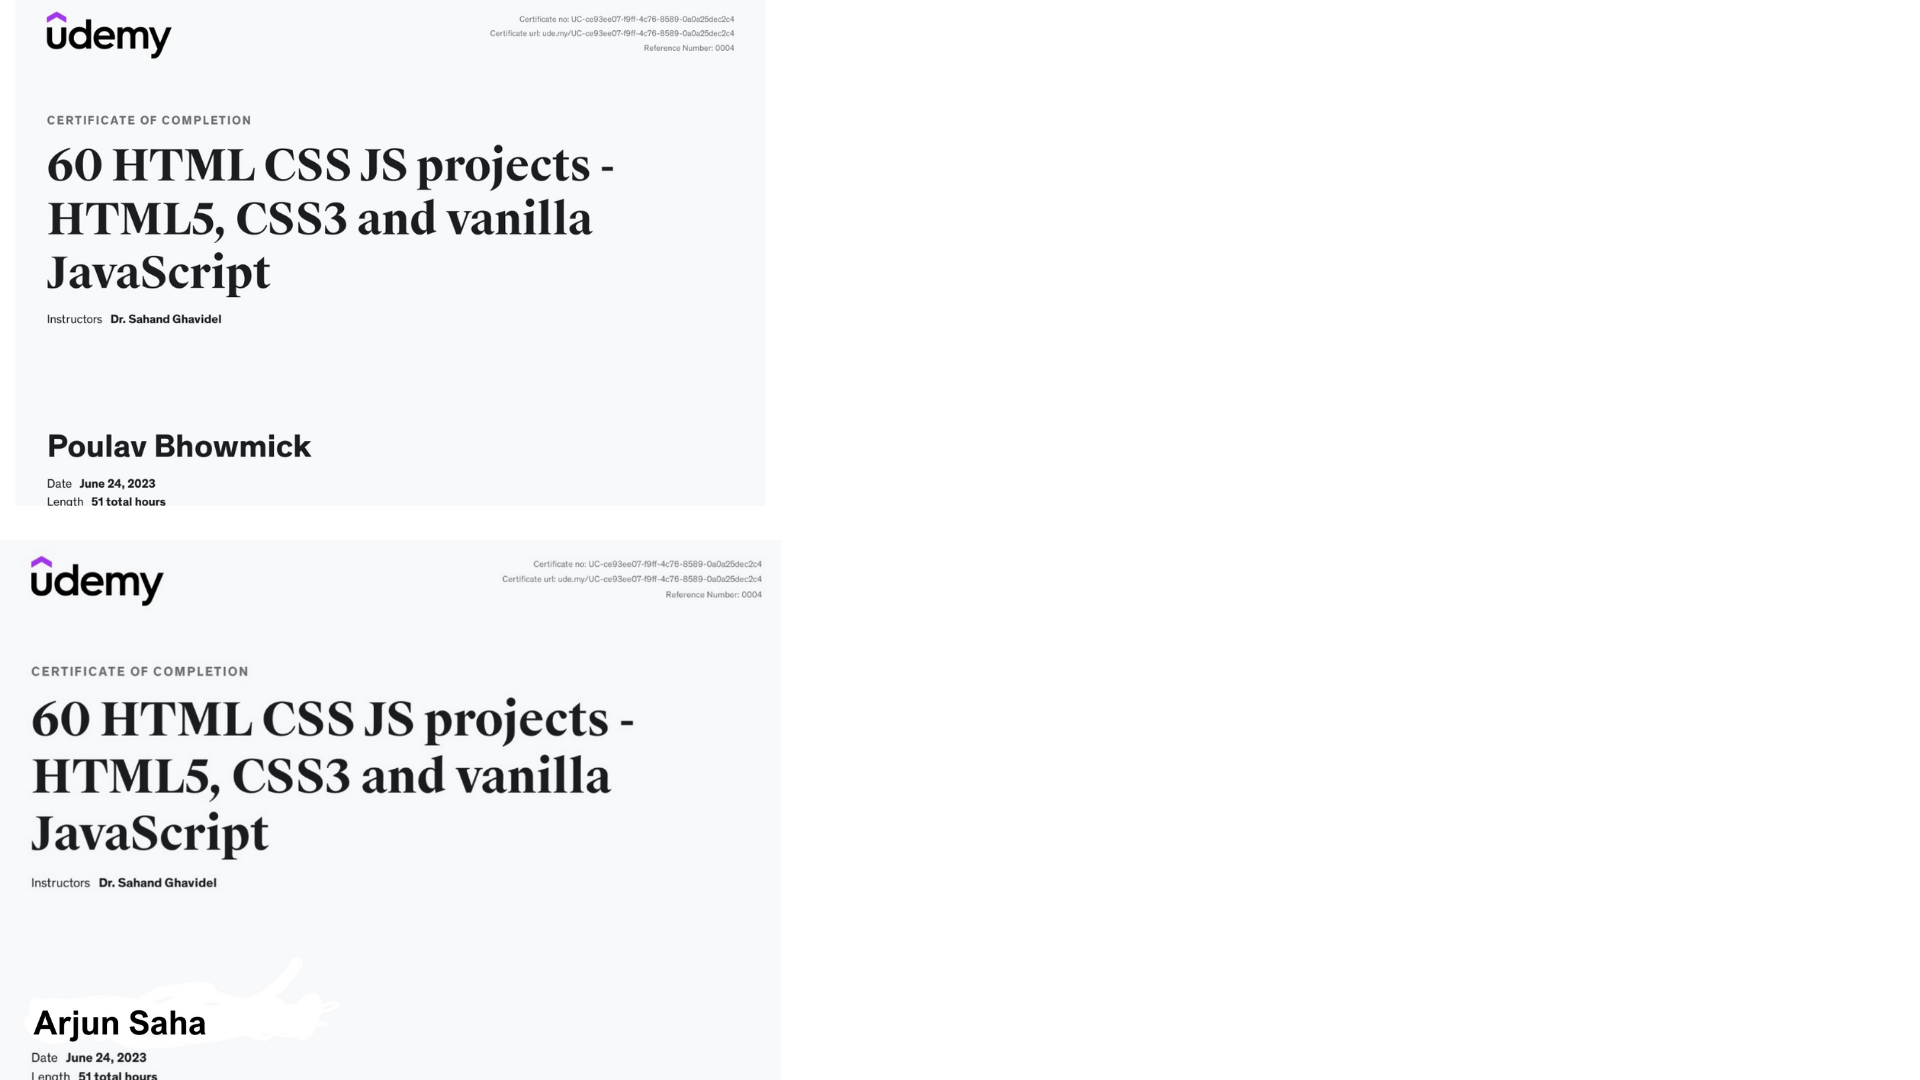 udemy
Certificate no: UC-ce93ee07-f9ff-4c76-8589-0a0a25dec2c4
Certificate url: ude.my/UC-ce93ee07-f9ff-4c76-8589-0a0a25dec2c4
Reference Number: 0004
CERTIFICATE OF COMPLETION
60 HTML CSS JS projects -
HTML5, CSS3 and vanilla
JavaScript
Instructors Dr. Sahand Ghavidel
Poulav Bhowmick
Date June 24, 2023
Length 51 total hours
udemy
Certificate no: UC-ce93ee07-f9ff-4c76-8589-0a0a25dec2c4
Certificate url: ude.my/UC-ce93ee07-f9ff-4c76-8589-0a0a25dec2c4
Reference Number: 0004
CERTIFICATE OF COMPLETION
60 HTML CSS JS projects -
HTML5, CSS3 and vanilla
JavaScript
Instructors Dr. Sahand Ghavidel
Arjun Saha
Date June 24, 2023
Length 51 total hours